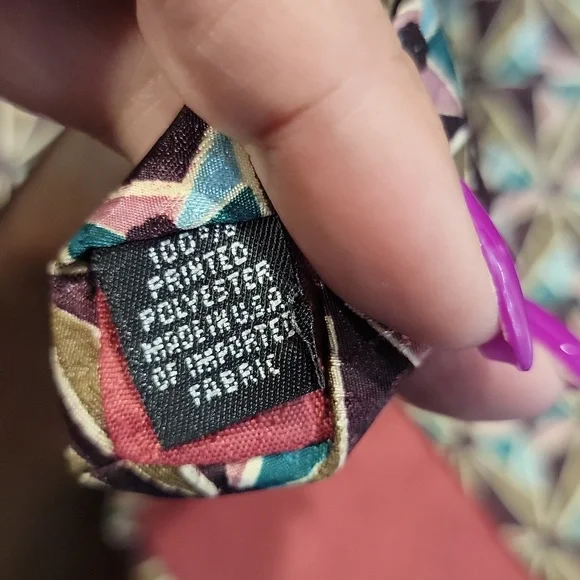 100%
PRINTED
POLYESTER
MADE IN U.S.A
OF IMPORTED
FABRIC